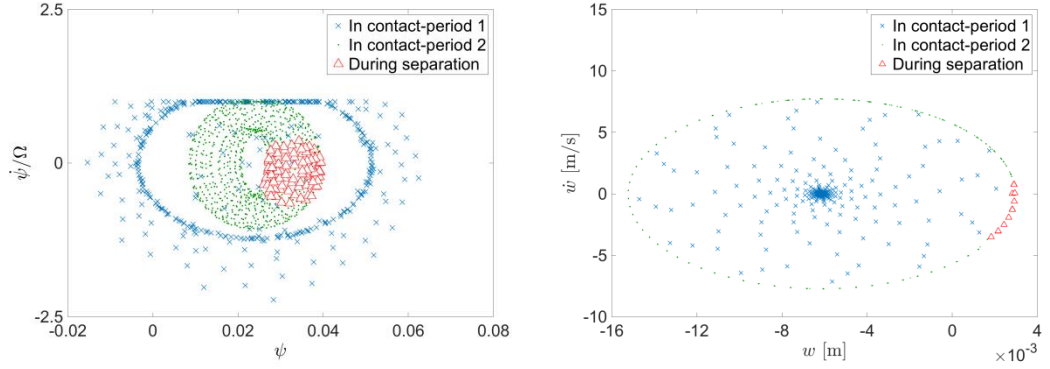 2.5
0
-2.5
ψ̇/Ω
-0.02
0
0.02
0.04
0.06
0.08
ψ
In contact-period 1
In contact-period 2
During separation
15
10
5
0
-5
-10
ẇ [m/s]
-16
-12
-8
-4
0
4
w [m]
×10⁻³
In contact-period 1
In contact-period 2
During separation